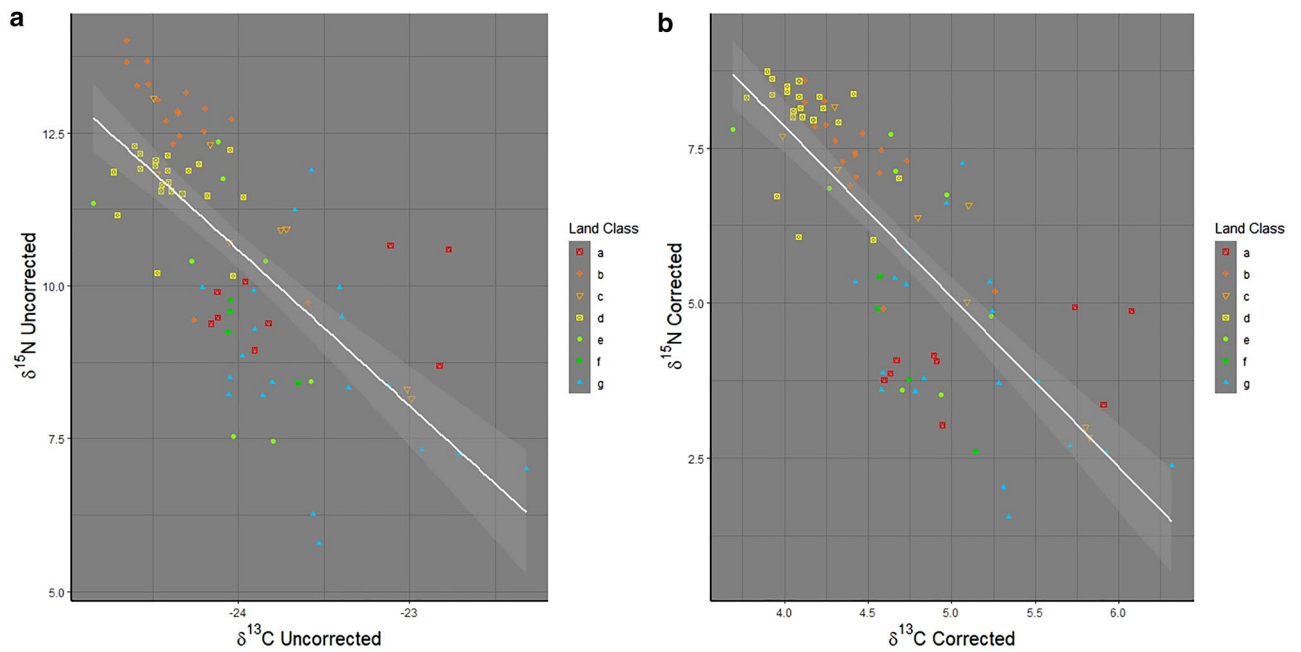 a
δ15N Uncorrected
12.5
10.0
7.5
5.0
-24
-23
δ13C Uncorrected
Land Class
a
b
c
d
e
f
g
b
δ15N Corrected
7.5
5.0
2.5
4.0
4.5
5.0
5.5
6.0
δ13C Corrected
Land Class
a
b
c
d
e
f
g